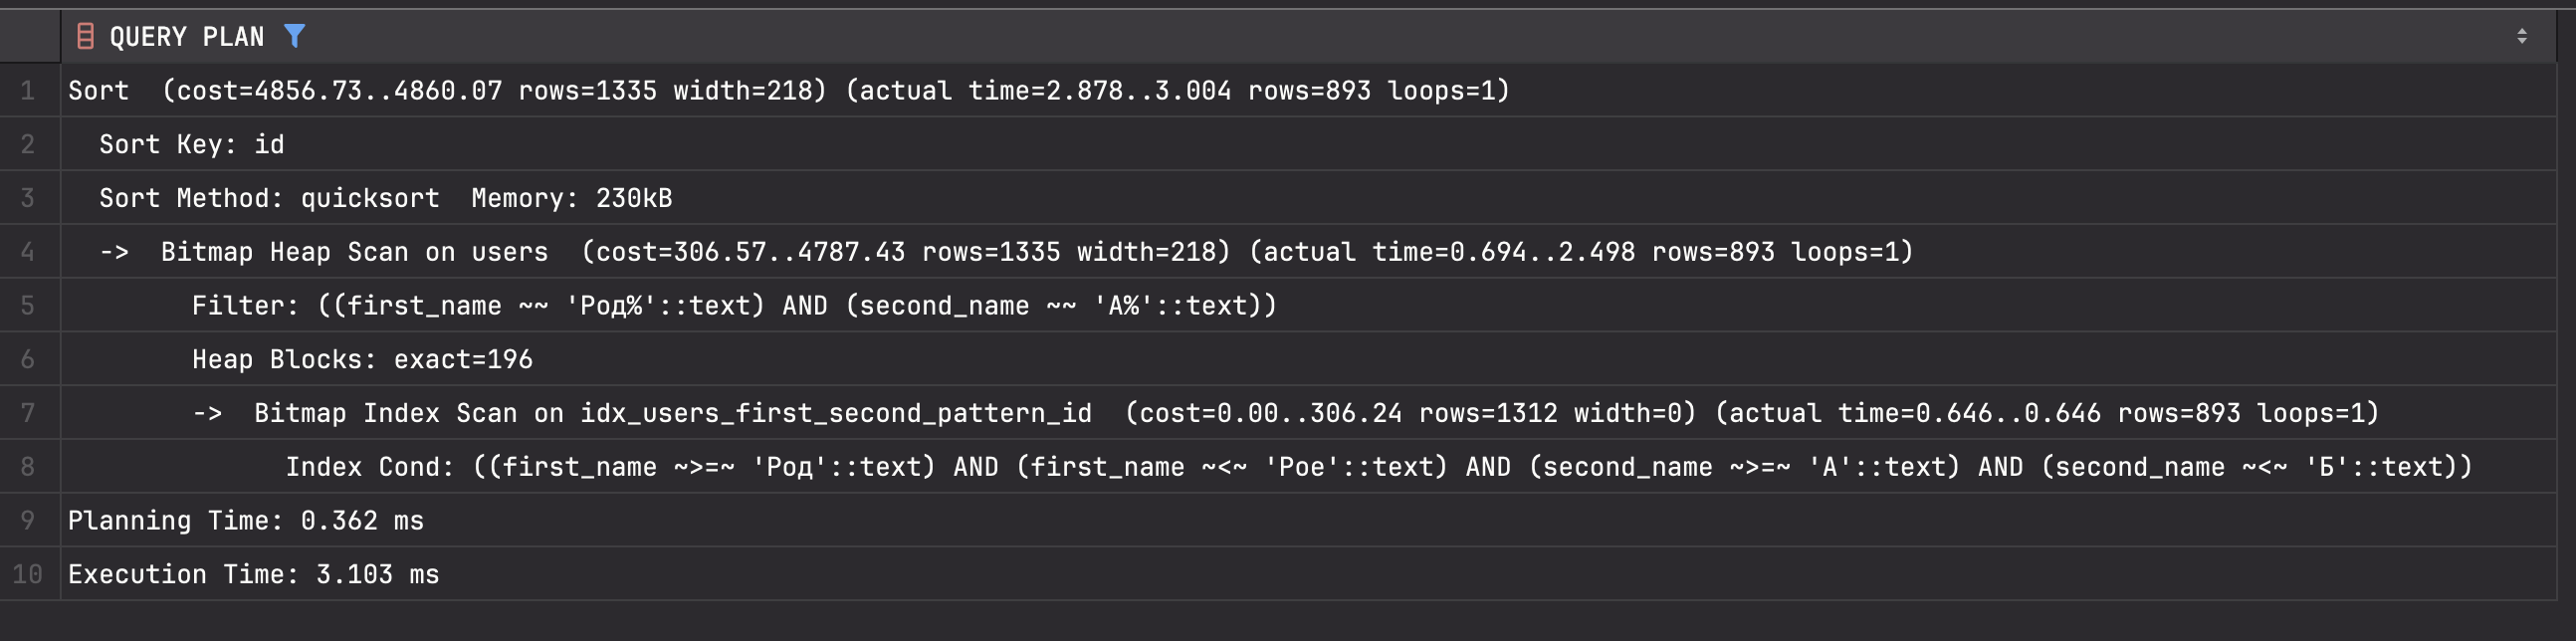 QUERY PLAN
1 Sort  (cost=4856.73..4860.07 rows=1335 width=218) (actual time=2.878..3.004 rows=893 loops=1)
2   Sort Key: id
3   Sort Method: quicksort  Memory: 230kB
4   ->  Bitmap Heap Scan on users  (cost=306.57..4787.43 rows=1335 width=218) (actual time=0.694..2.498 rows=893 loops=1)
5         Filter: ((first_name ~~ 'Род%'::text) AND (second_name ~~ 'А%'::text))
6         Heap Blocks: exact=196
7         ->  Bitmap Index Scan on idx_users_first_second_pattern_id  (cost=0.00..306.24 rows=1312 width=0) (actual time=0.646..0.646 rows=893 loops=1)
8               Index Cond: ((first_name ~>=~ 'Род'::text) AND (first_name ~<~ 'Рое'::text) AND (second_name ~>=~ 'А'::text) AND (second_name ~<~ 'Б'::text))
9 Planning Time: 0.362 ms
10 Execution Time: 3.103 ms